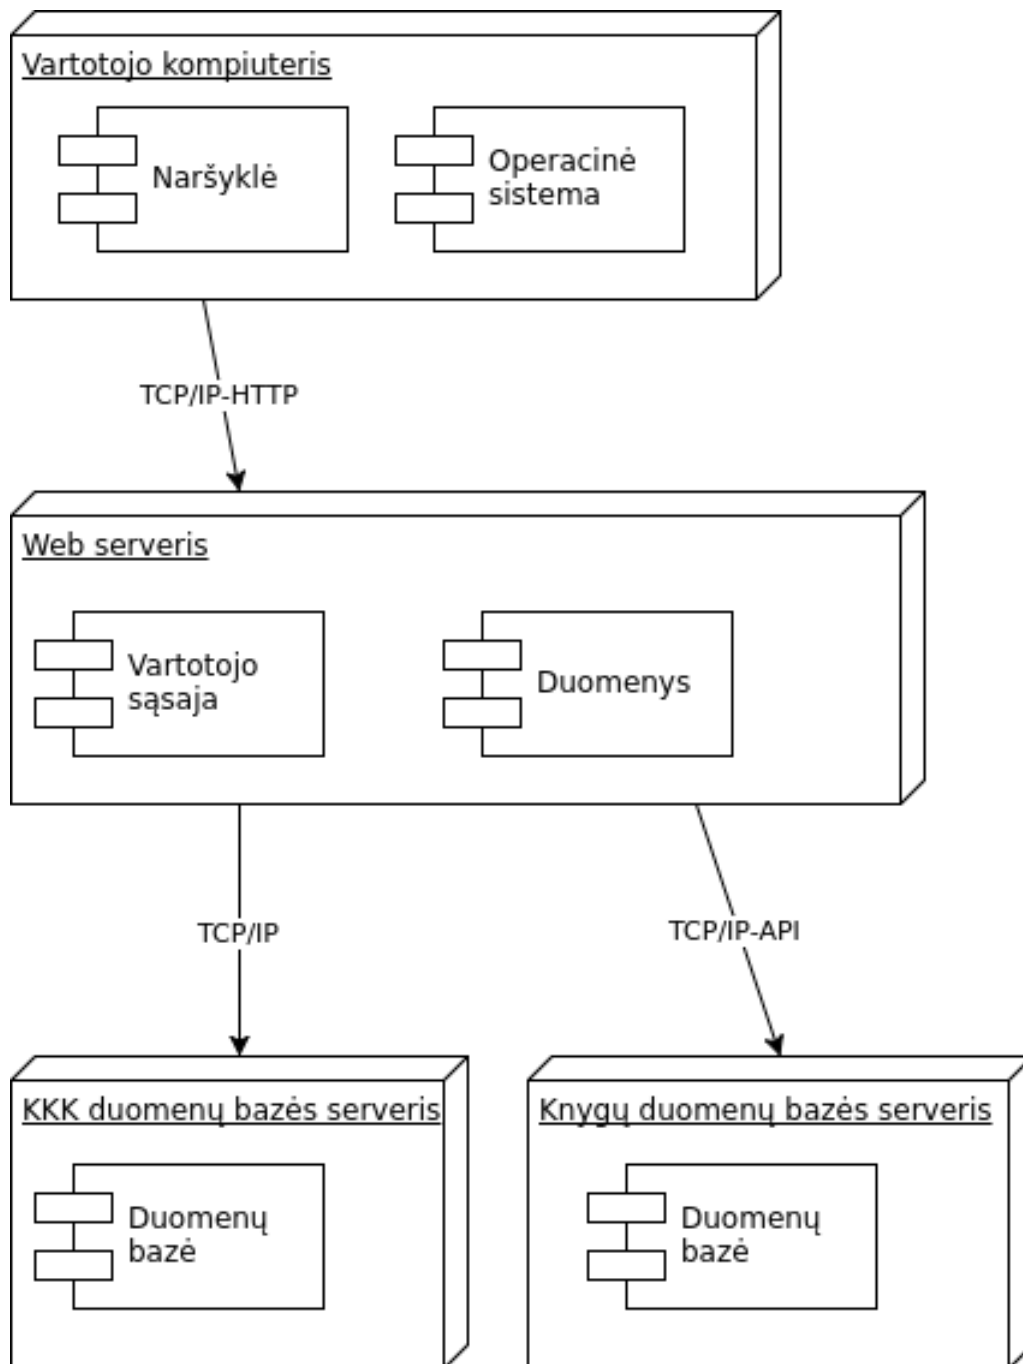 Vartotojo kompiuteris
Naršyklė
Operacinė
sistema
TCP/IP-HTTP
Web serveris
Vartotojo
sąsaja
Duomenys
TCP/IP
TCP/IP-API
KKK duomenų bazės serveris
Knygų duomenų bazės serveris
Duomenų
bazė
Duomenų
bazė